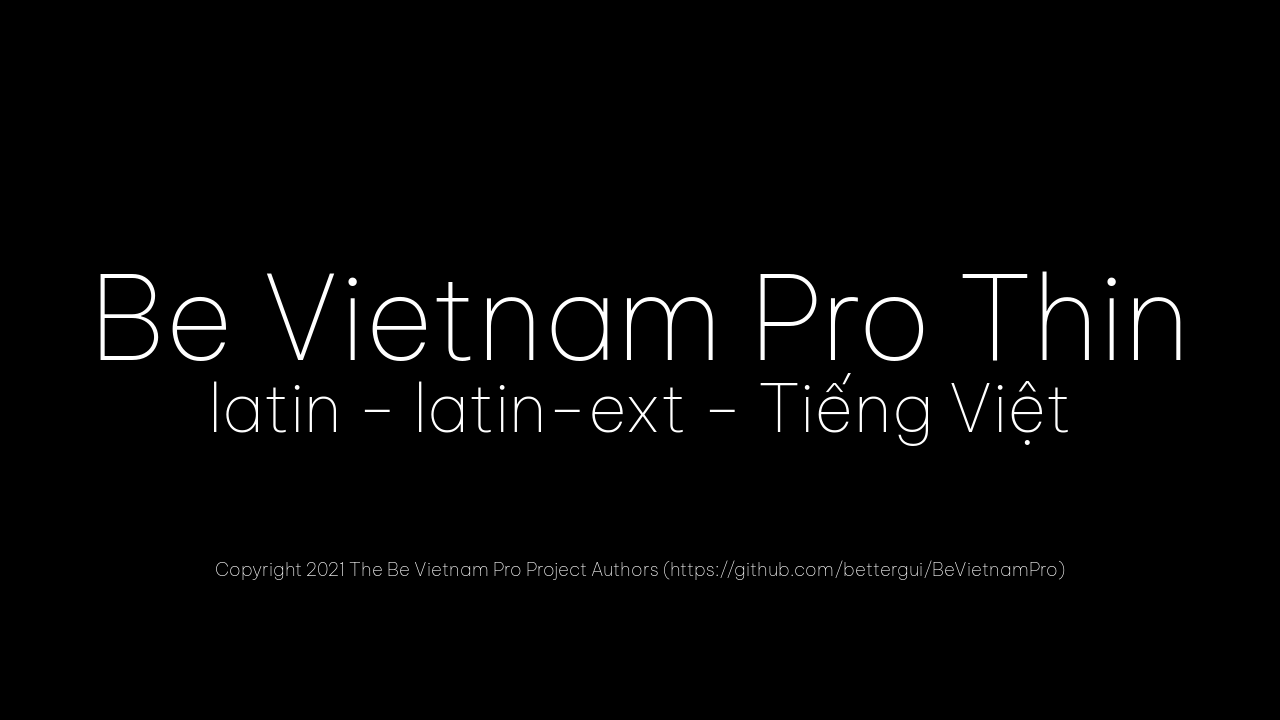 Be Vietnam Pro Thin
latin - latin-ext - Tiếng Việt
Copyright 2021 The Be Vietnam Pro Project Authors (https://github.com/bettergui/BeVietnamPro)